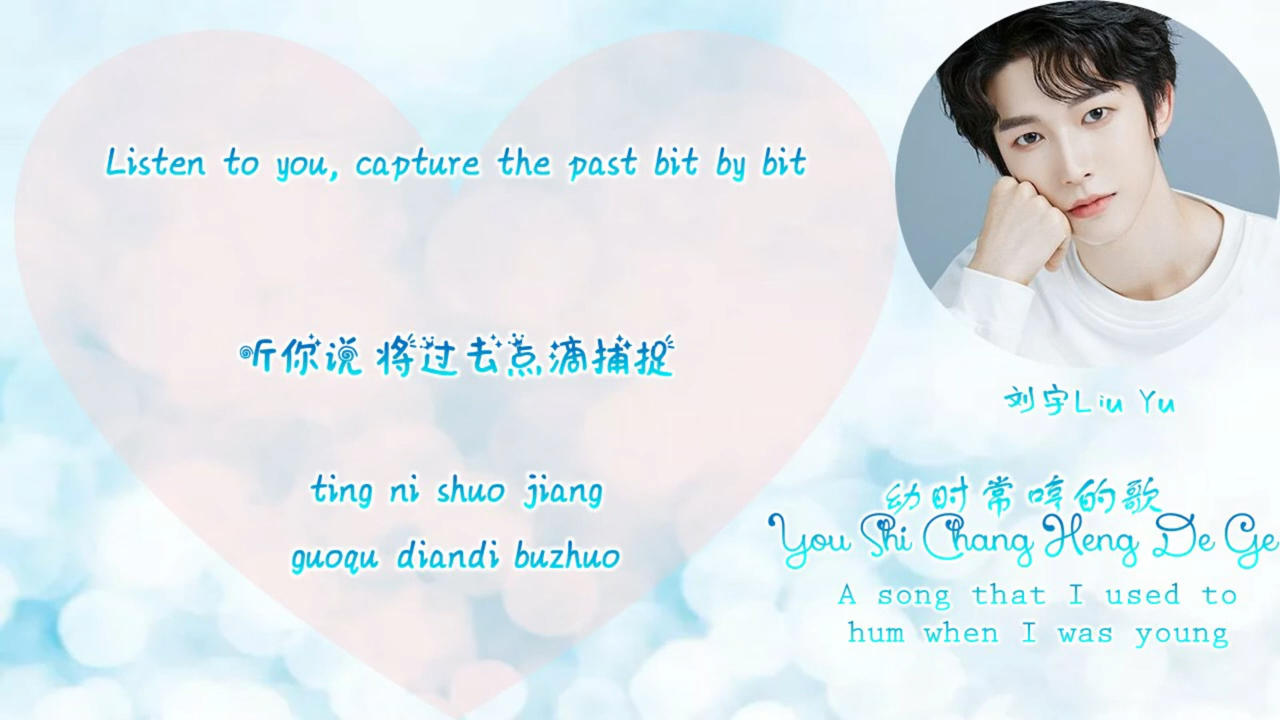 Listen to you, capture the past bit by bit
听你说 将过去点滴捕捉
ting ni shuo jiang
guoqu diandi buzhuo
刘宇Liu Yu
幼时常哼的歌
You Shi Chang Heng De Ge
A song that I used to
hum when I was young